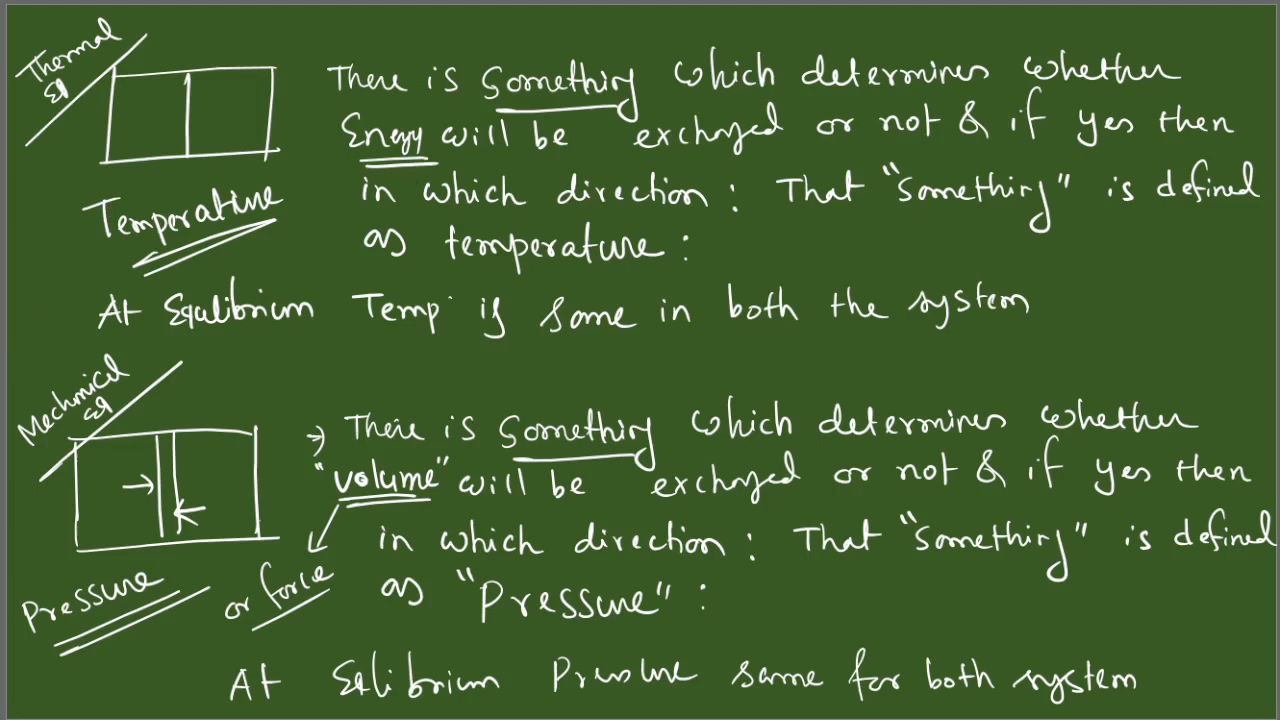 Thermal
Eq
There is Something which determines whether
Energy will be exchanged or not & if yes then
in which direction : That "Something" is defined
as temperature :
Temperature
At Eqalibrium Temp is same in both the system
Mechnical
Eq
→ There is Something which determines whether
"volume" will be exchanged or not & if yes then
in which direction : That "Something" is defined
as "Pressure" :
Pressure
or force
At Eqlibrium Pressure same for both system